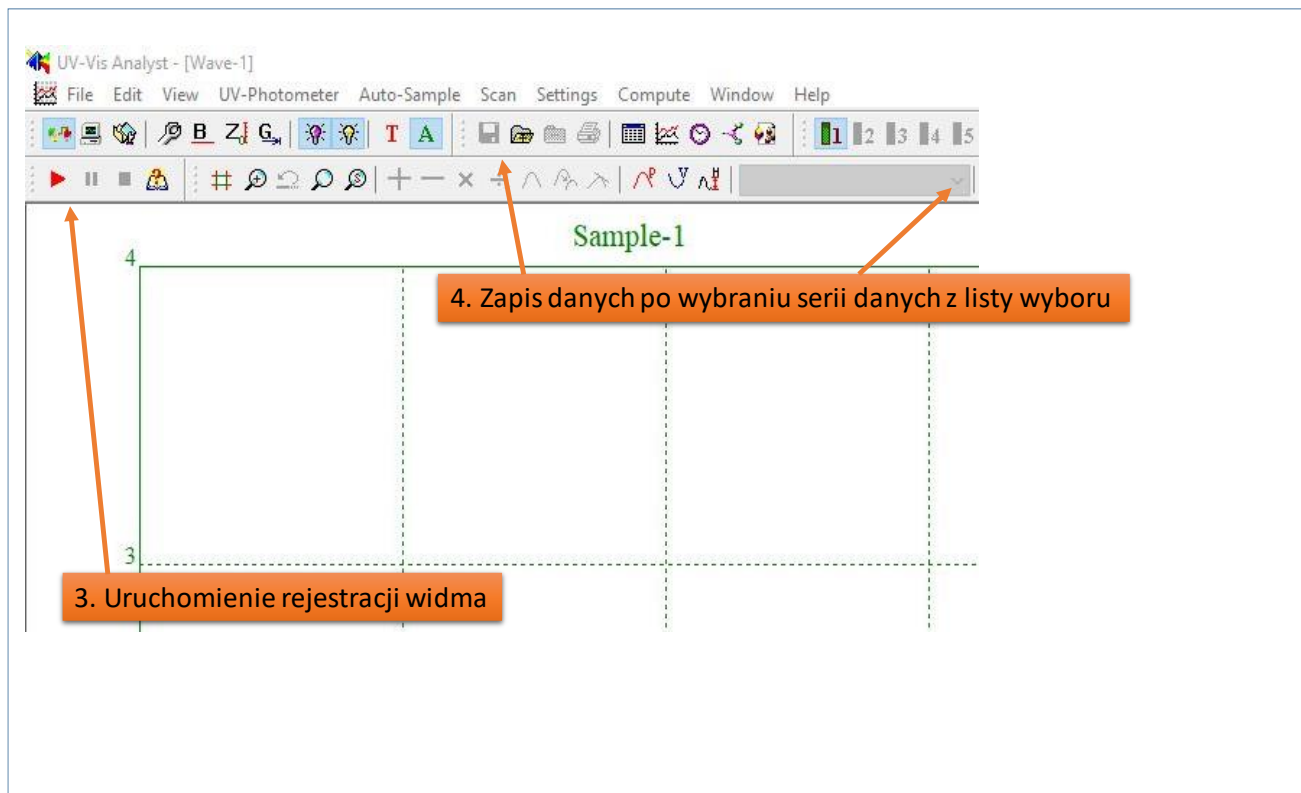 UV-Vis Analyst - [Wave-1]
File Edit View UV-Photometer Auto-Sample Scan Settings Compute Window Help
B Z G T A 1 2 3 4 5
Sample-1
4
4. Zapis danych po wybraniu serii danych z listy wyboru
3
3. Uruchomienie rejestracji widma